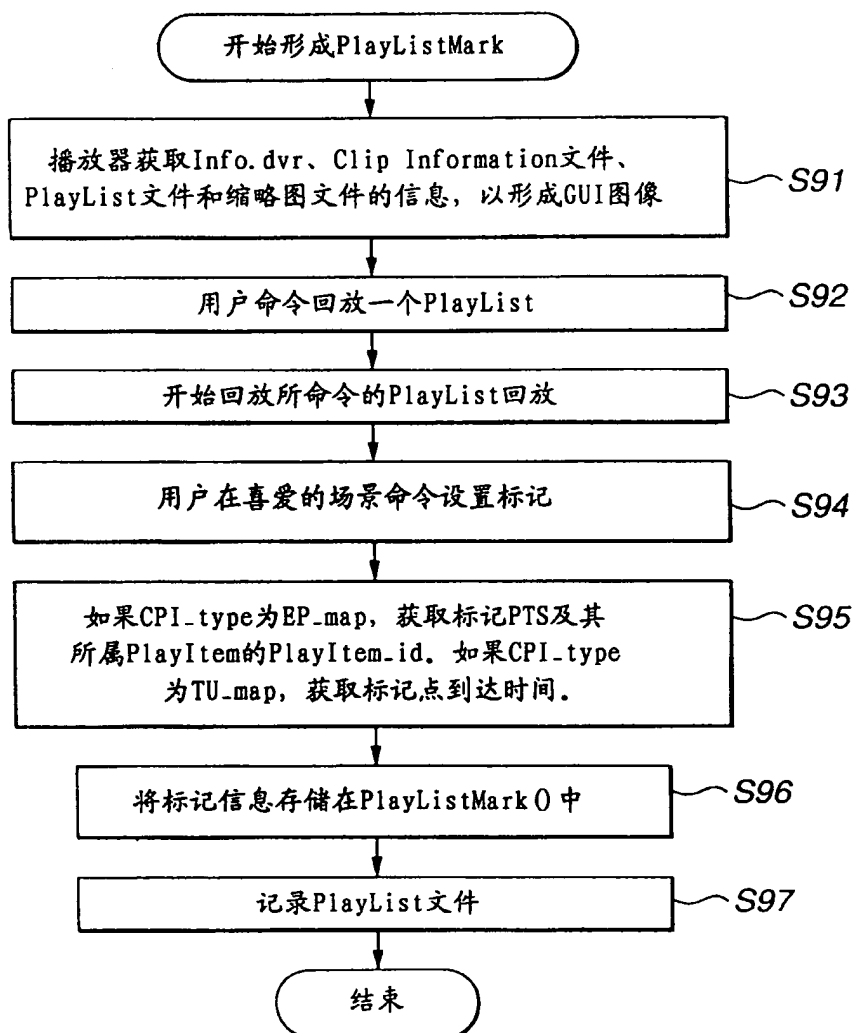 开始形成PlayListMark
播放器获取Info.dvr、Clip Information文件、
PlayList文件和缩略图文件的信息，以形成GUI图像
S91
用户命令回放一个PlayList
S92
开始回放所命令的PlayList回放
S93
用户在喜爱的场景命令设置标记
S94
如果CPI_type为EP_map，获取标记PTS及其
所属PlayItem的PlayItem_id。如果CPI_type
为TU_map，获取标记点到达时间。
S95
将标记信息存储在PlayListMark()中
S96
记录PlayList文件
S97
结束